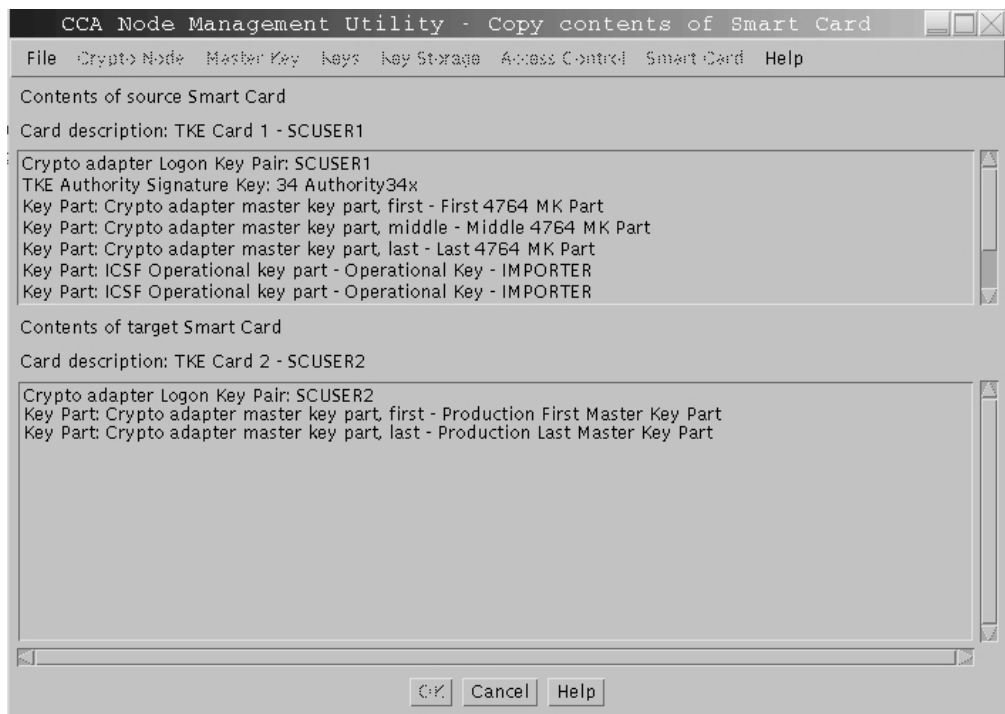 CCA Node Management Utility - Copy contents of Smart Card
File Crypto Node Master Key Keys Key Storage Access Control Smart Card Help
Contents of source Smart Card
Card description: TKE Card 1 - SCUSER1
Crypto adapter Logon Key Pair: SCUSER1
TKE Authority Signature Key: 34 Authority34x
Key Part: Crypto adapter master key part, first - First 4764 MK Part
Key Part: Crypto adapter master key part, middle - Middle 4764 MK Part
Key Part: Crypto adapter master key part, last - Last 4764 MK Part
Key Part: ICSF Operational key part - Operational Key - IMPORTER
Key Part: ICSF Operational key part - Operational Key - IMPORTER
Contents of target Smart Card
Card description: TKE Card 2 - SCUSER2
Crypto adapter Logon Key Pair: SCUSER2
Key Part: Crypto adapter master key part, first - Production First Master Key Part
Key Part: Crypto adapter master key part, last - Production Last Master Key Part
OK Cancel Help